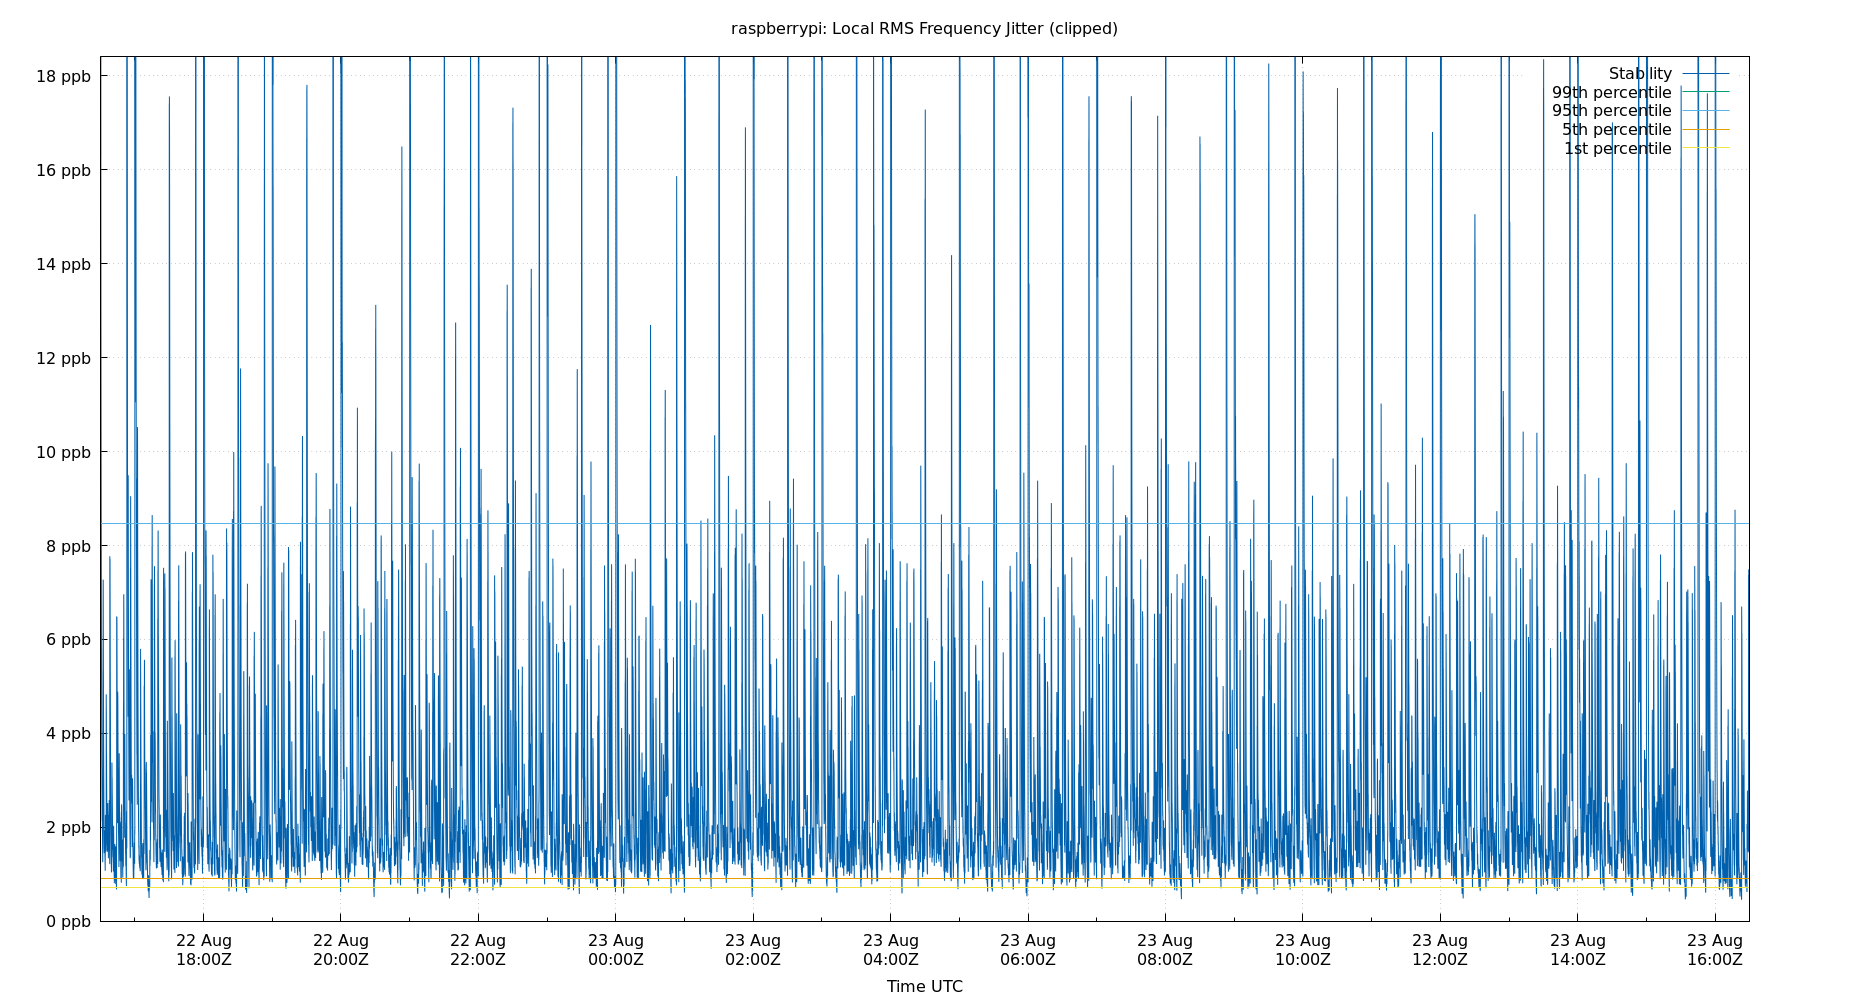 raspberrypi: Local RMS Frequency Jitter (clipped)
18 ppb
16 ppb
14 ppb
12 ppb
10 ppb
8 ppb
6 ppb
4 ppb
2 ppb
0 ppb
Stability
99th percentile
95th percentile
5th percentile
1st percentile
22 Aug 22 Aug 22 Aug 23 Aug 23 Aug 23 Aug 23 Aug 23 Aug 23 Aug 23 Aug 23 Aug 23 Aug
18:00Z 20:00Z 22:00Z 00:00Z 02:00Z 04:00Z 06:00Z 08:00Z 10:00Z 12:00Z 14:00Z 16:00Z
Time UTC